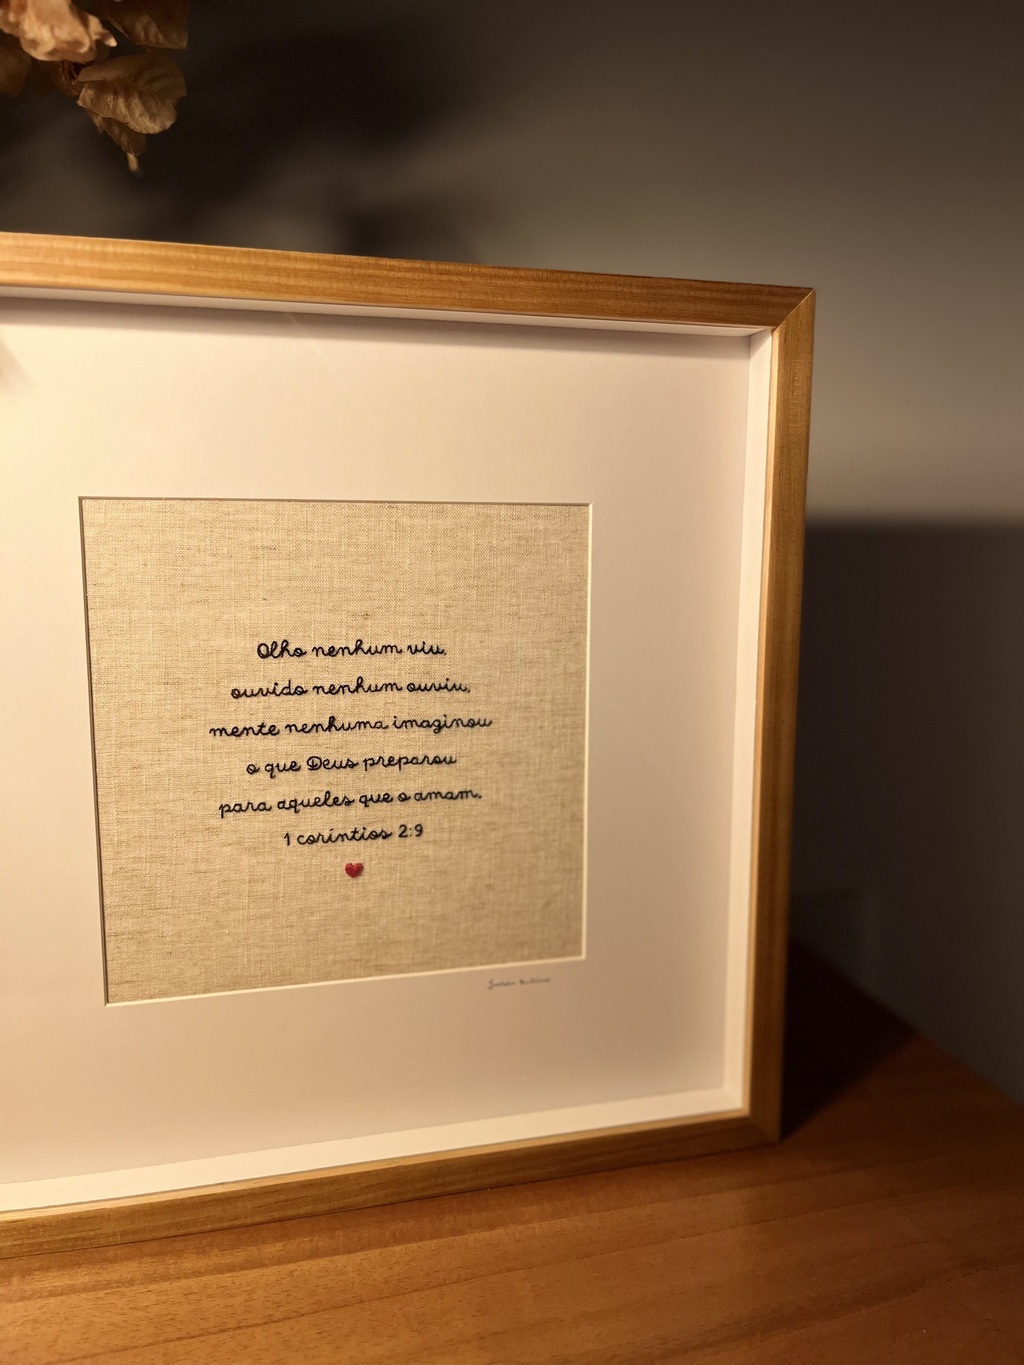 Olho nenhum viu,
ouvido nenhum ouviu,
mente nenhuma imaginou
o que Deus preparou
para aqueles que o amam.
1 coríntios 2:9